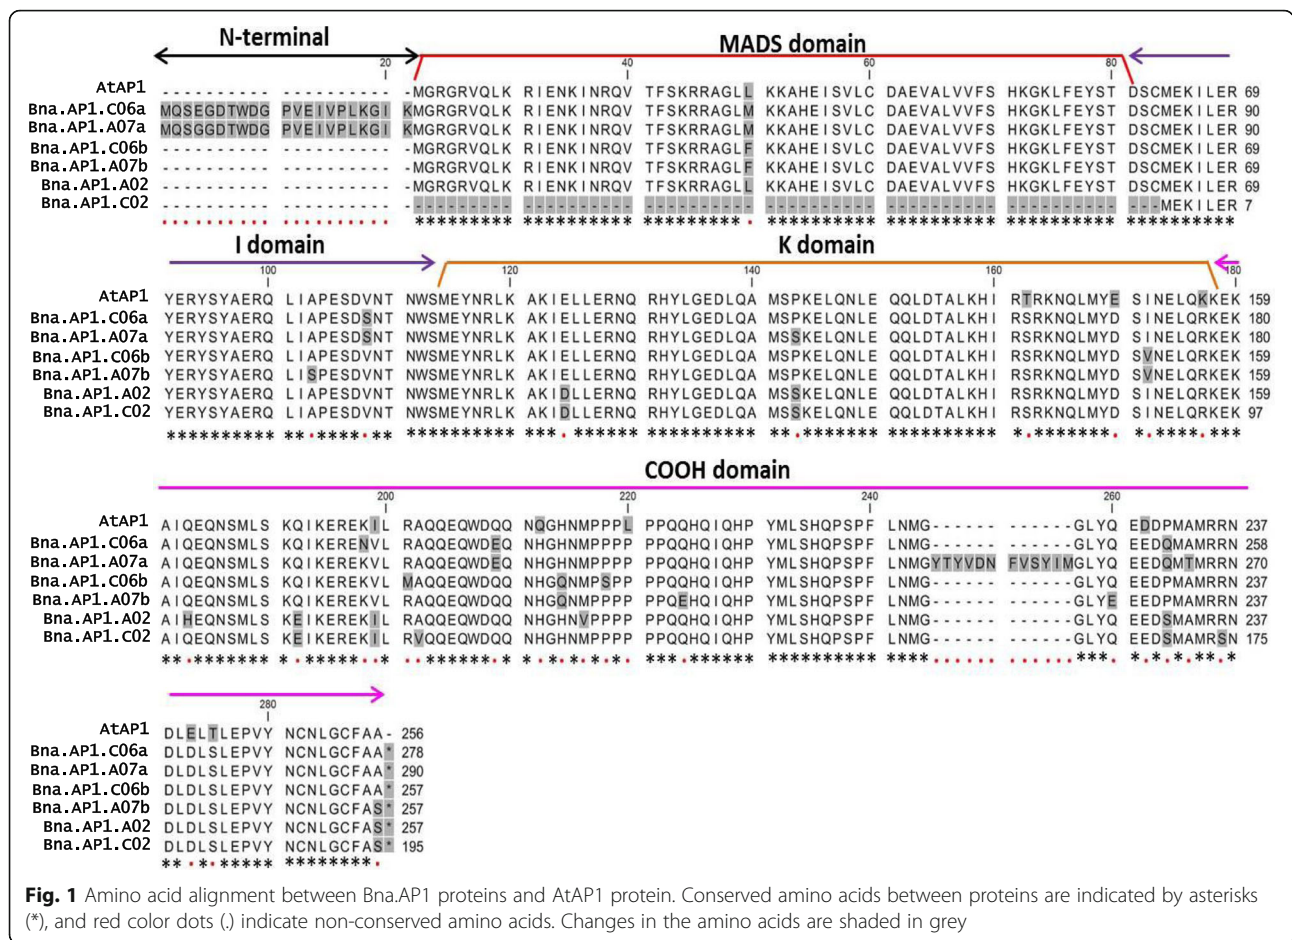 N-terminal MADS domain
20 40 60 80
AtAP1 - - - - - - - - - - - - - - - - - - - - -MGRGRVQLK RIENKINRQV TFSKRRAGLL KKAHEISVLC DAEVALVVFS HKGKLFEYST DSCMEKILER 69
Bna.AP1.C06a MQSEGDTWDG PVEIVPLKGI KMGRGRVQLK RIENKINRQV TFSKRRAGLM KKAHEISVLC DAEVALVVFS HKGKLFEYST DSCMEKILER 90
Bna.AP1.A07a MQSGGDTWDG PVEIVPLKGI KMGRGRVQLK RIENKINRQV TFSKRRAGLM KKAHEISVLC DAEVALVVFS HKGKLFEYST DSCMEKILER 90
Bna.AP1.C06b - - - - - - - - - - - - - - - - - - - - -MGRGRVQLK RIENKINRQV TFSKRRAGLF KKAHEISVLC DAEVALVVFS HKGKLFEYST DSCMEKILER 69
Bna.AP1.A07b - - - - - - - - - - - - - - - - - - - - -MGRGRVQLK RIENKINRQV TFSKRRAGLF KKAHEISVLC DAEVALVVFS HKGKLFEYST DSCMEKILER 69
Bna.AP1.A02 - - - - - - - - - - - - - - - - - - - - -MGRGRVQLK RIENKINRQV TFSKRRAGLL KKAHEISVLC DAEVALVVFS HKGKLFEYST DSCMEKILER 69
Bna.AP1.C02 - - - - - - - - - - - - - - - - - - - - ---------- ---------- ---------- ---------- ---------- ---------- ---MEKILER 7
.......... .......... ********** ********** *********. ********** ********** ********** **********
I domain K domain
100 120 140 160 180
AtAP1 YERYSYAERQ LIAPESDVNT NWSMEYNRLK AKIELLERNQ RHYLGEDLQA MSPKELQNLE QQLDTALKHI RTRKNQLMYE SINELQKKEK 159
Bna.AP1.C06a YERYSYAERQ LIAPESDSNT NWSMEYNRLK AKIELLERNQ RHYLGEDLQA MSPKELQNLE QQLDTALKHI RSRKNQLMYD SINELQRKEK 180
Bna.AP1.A07a YERYSYAERQ LIAPESDSNT NWSMEYNRLK AKIELLERNQ RHYLGEDLQA MSSKELQNLE QQLDTALKHI RSRKNQLMYD SINELQRKEK 180
Bna.AP1.C06b YERYSYAERQ LIAPESDVNT NWSMEYNRLK AKIELLERNQ RHYLGEDLQA MSPKELQNLE QQLDTALKHI RSRKNQLMYD SVNELQRKEK 159
Bna.AP1.A07b YERYSYAERQ LIASPESDVNT NWSMEYNRLK AKIELLERNQ RHYLGEDLQA MSPKELQNLE QQLDTALKHI RSRKNQLMYD SVNELQRKEK 159
Bna.AP1.A02 YERYSYAERQ LIAPESDVNT NWSMEYNRLK AKIDLLERNQ RHYLGEDLQA MSSKELQNLE QQLDTALKHI RSRKNQLMYD SINELQRKEK 159
Bna.AP1.C02 YERYSYAERQ LIAPESDVNT NWSMEYNRLK AKIDLLERNQ RHYLGEDLQA MSSKELQNLE QQLDTALKHI RSRKNQLMYD SINELQRKEK 97
********** ***.***.** ********** ***.****** ********** **.******* ********** *.*******. *.****.***
COOH domain
200 220 240 260
AtAP1 AIQEQNSMLS KQIKEREKIL RAQQEQWDQQ NQGHNMPPPL PPQQHQIQHP YMLSHQPSPF LNMG- - - - - - - - - - - -GLYQ EDDPMAMRRN 237
Bna.AP1.C06a AIQEQNSMLS KQIKERENVL RAQQEQWDEQ NHGHNMPPPP PPQQHQIQHP YMLSHQPSPF LNMG- - - - - - - - - - - -GLYQ EEDQMAMRRN 258
Bna.AP1.A07a AIQEQNSMLS KQIKEREKVL RAQQEQWDEQ NHGHNMPPPP PPQQHQIQHP YMLSHQPSPF LNMGYTYVDN FVSYIMGLYQ EEDQMTMRRN 270
Bna.AP1.C06b AIQEQNSMLS KQIKEREKVL MAQQEQWDQQ NHGQNMPSPP PPQQHQIQHP YMLSHQPSPF LNMG- - - - - - - - - - - -GLYQ EEDPMAMRRN 237
Bna.AP1.A07b AIQEQNSMLS KQIKEREKVL RAQQEQWDQQ NHGQNMPPPP PPQEHQIQHP YMLSHQPSPF LNMG- - - - - - - - - - - -GLYE EEDPMAMRRN 237
Bna.AP1.A02 AIHEQNSMLS KEIKEREKIL RAQQEQWDQQ NHGHNVPPPP PPQQHQIQHP YMLSHQPSPF LNMG- - - - - - - - - - - -GLYQ EEDSMAMRRN 237
Bna.AP1.C02 AIQEQNSMLS KEIKEREKIL RVQQEQWDQQ NHGHNMPPPP PPQQHQIQHP YMLSHQPSPF LNMG- - - - - - - - - - - -GLYQ EEDSMAMRSN 175
**.******* *.******..* ..******.* *.*.*.*.*. ***.****** ********** ****...... ......***. *.*.*.**.*
280
AtAP1 DLELTLEPVY NCNLGCFAA- 256
Bna.AP1.C06a DLDLSLEPVY NCNLGCFAA* 278
Bna.AP1.A07a DLDLSLEPVY NCNLGCFAA* 290
Bna.AP1.C06b DLDLSLEPVY NCNLGCFAA* 257
Bna.AP1.A07b DLDLSLEPVY NCNLGCFAS* 257
Bna.AP1.A02 DLDLSLEPVY NCNLGCFAS* 257
Bna.AP1.C02 DLDLSLEPVY NCNLGCFAS* 195
**.*.***** ********.
Fig. 1 Amino acid alignment between Bna.AP1 proteins and AtAP1 protein. Conserved amino acids between proteins are indicated by asterisks
(*), and red color dots (.) indicate non-conserved amino acids. Changes in the amino acids are shaded in grey